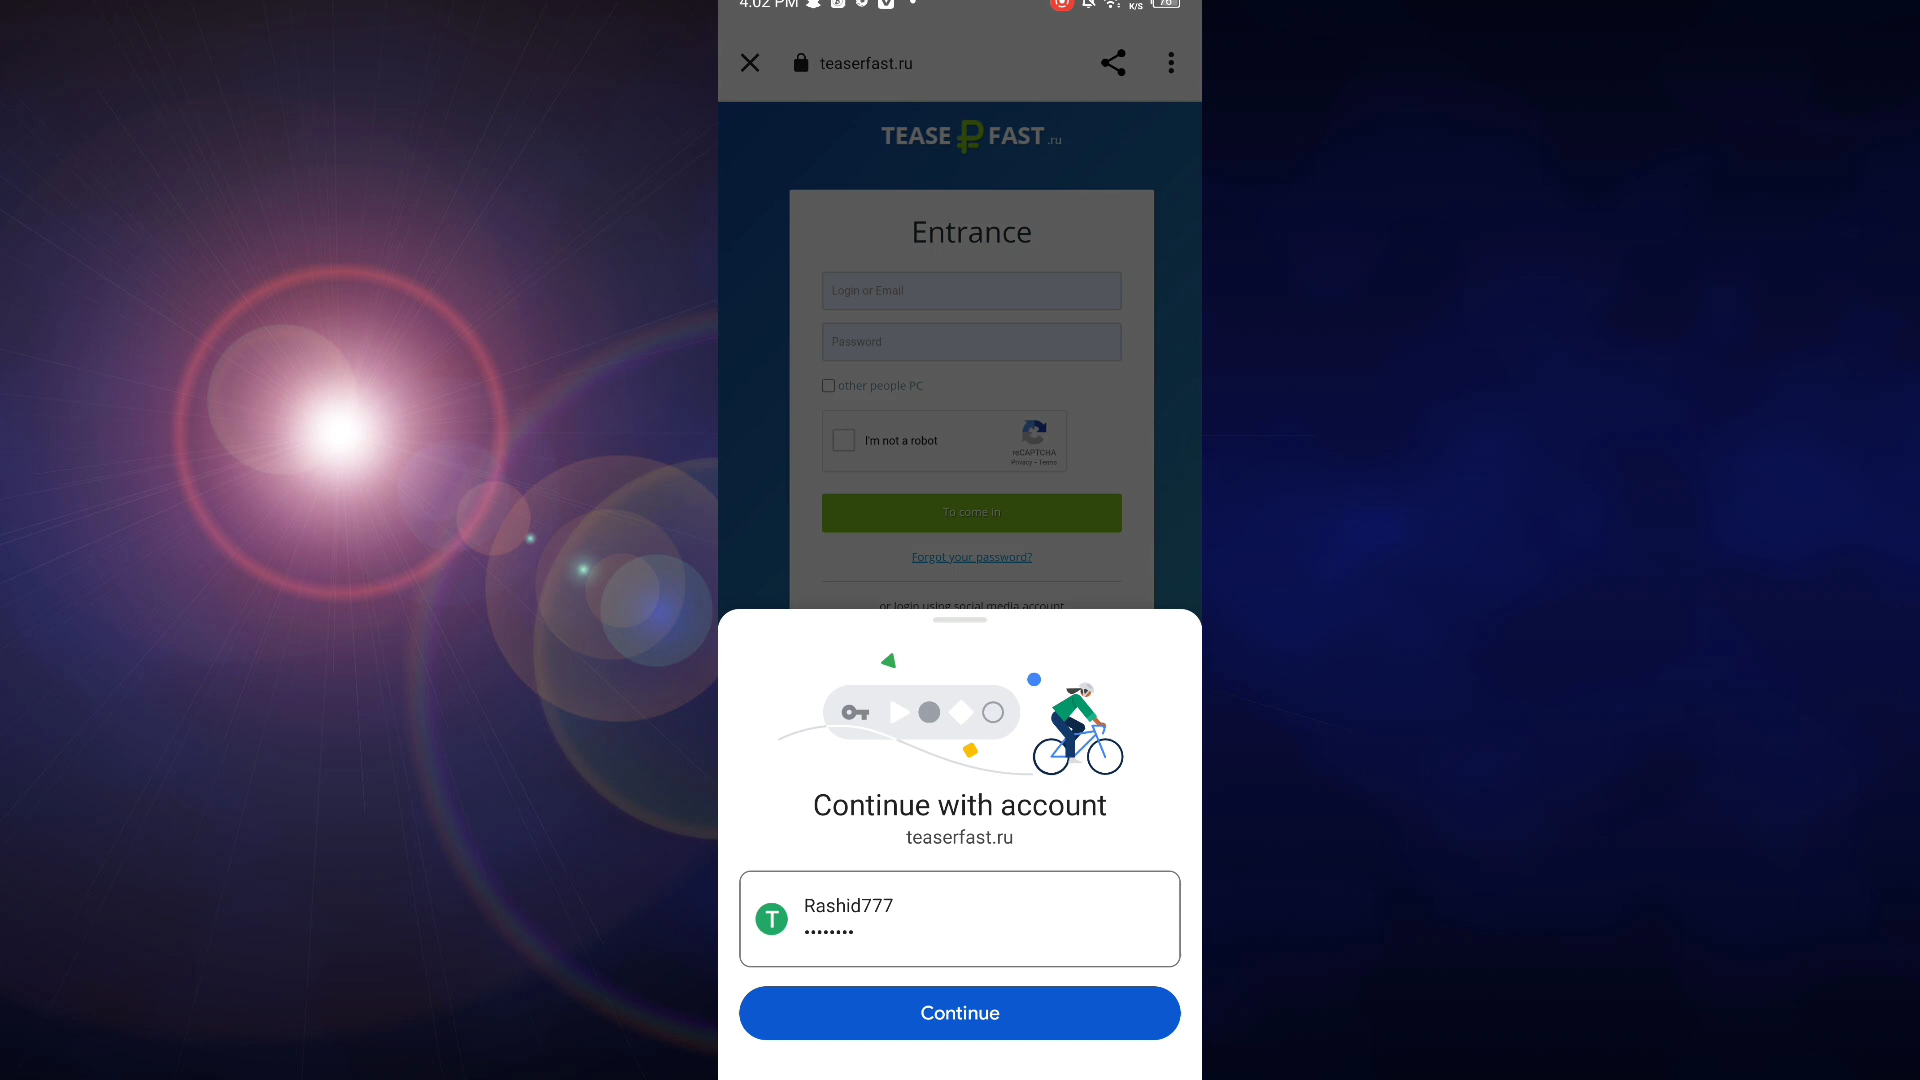 4:02 PM
K/S
76
teaserfast.ru
TEASE₽FAST.ru
Entrance
Login or Email
Password
other people PC
I'm not a robot
reCAPTCHA
Privacy - Terms
To come in
Forgot your password?
or login using social media account
Continue with account
teaserfast.ru
T
Rashid777
••••••••
Continue